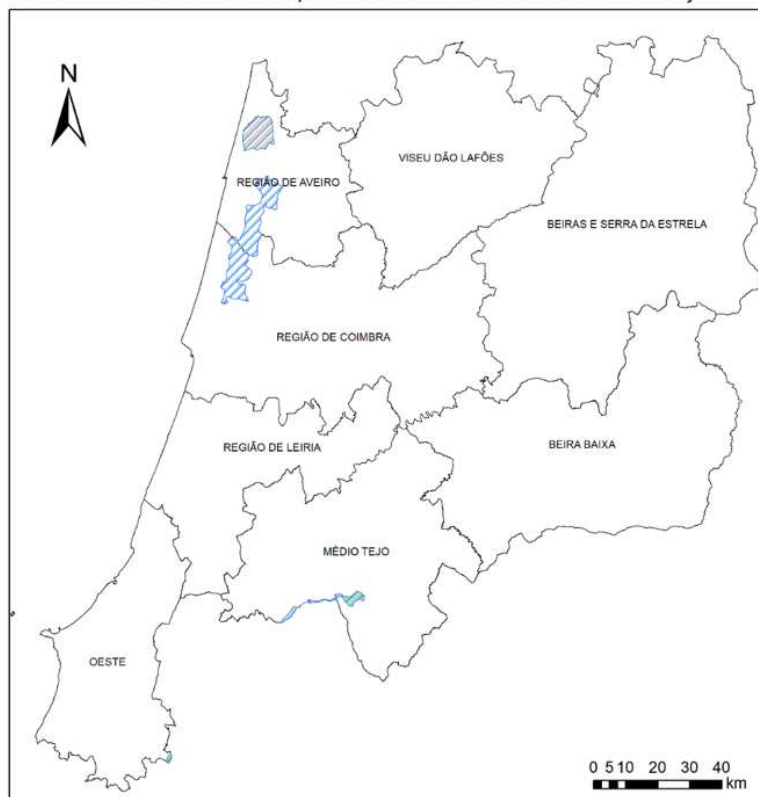 N
VISEU DÃO LAFÕES
REGIÃO DE AVEIRO
BEIRAS E SERRA DA ESTRELA
REGIÃO DE COIMBRA
REGIÃO DE LEIRIA
BEIRA BAIXA
MÉDIO TEJO
OESTE
0 5 10 20 30 40
km